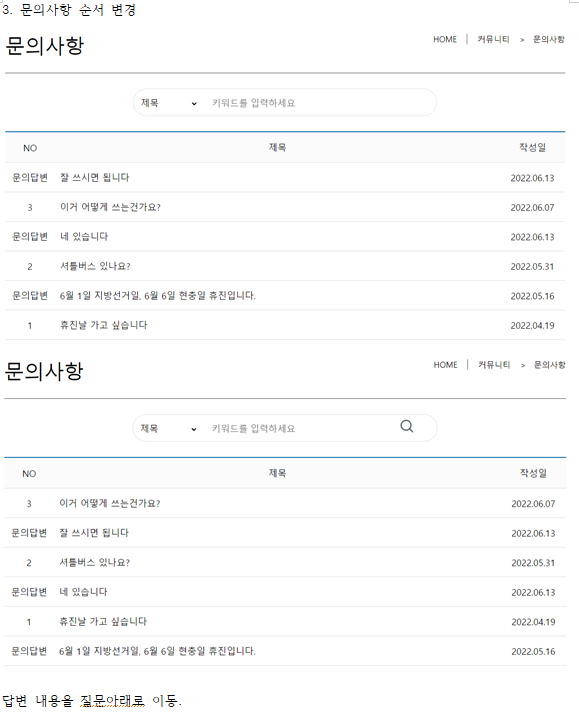 3. 문의사항 순서 변경
문의사항
HOME | 커뮤니티 > 문의사항
제목 키워드를 입력하세요
NO 제목 작성일
문의답변 잘 쓰시면 됩니다 2022.06.13
3 이거 어떻게 쓰는건가요? 2022.06.07
문의답변 네 있습니다 2022.06.13
2 셔틀버스 있나요? 2022.05.31
문의답변 6월 1일 지방선거일, 6월 6일 현충일 휴진입니다. 2022.05.16
1 휴진날 가고 싶습니다 2022.04.19
문의사항
HOME | 커뮤니티 > 문의사항
제목 키워드를 입력하세요
NO 제목 작성일
3 이거 어떻게 쓰는건가요? 2022.06.07
문의답변 잘 쓰시면 됩니다 2022.06.13
2 셔틀버스 있나요? 2022.05.31
문의답변 네 있습니다 2022.06.13
1 휴진날 가고 싶습니다 2022.04.19
문의답변 6월 1일 지방선거일, 6월 6일 현충일 휴진입니다. 2022.05.16
답변 내용을 질문아래로 이동.